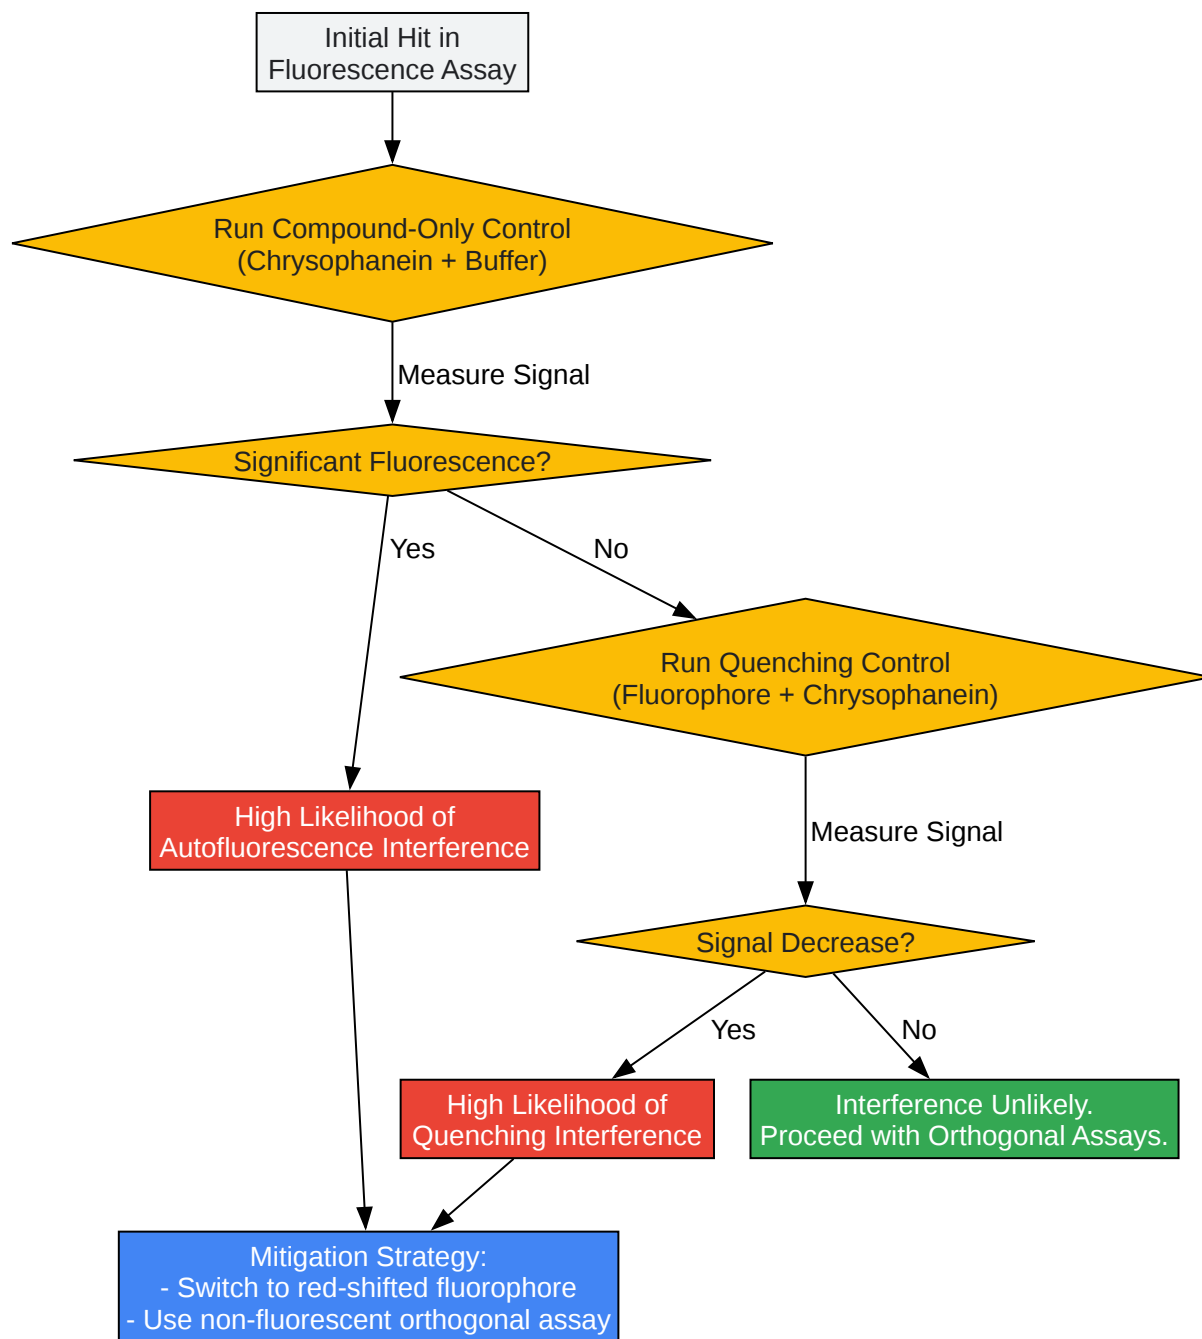 Initial Hit in
Fluorescence Assay
Run Compound-Only Control
(Chrysophanein + Buffer)
Measure Signal
Significant Fluorescence?
Yes
No
Run Quenching Control
(Fluorophore + Chrysophanein)
High Likelihood of
Autofluorescence Interference
Measure Signal
Signal Decrease?
Yes
No
High Likelihood of
Quenching Interference
Interference Unlikely.
Proceed with Orthogonal Assays.
Mitigation Strategy:
- Switch to red-shifted fluorophore
- Use non-fluorescent orthogonal assay